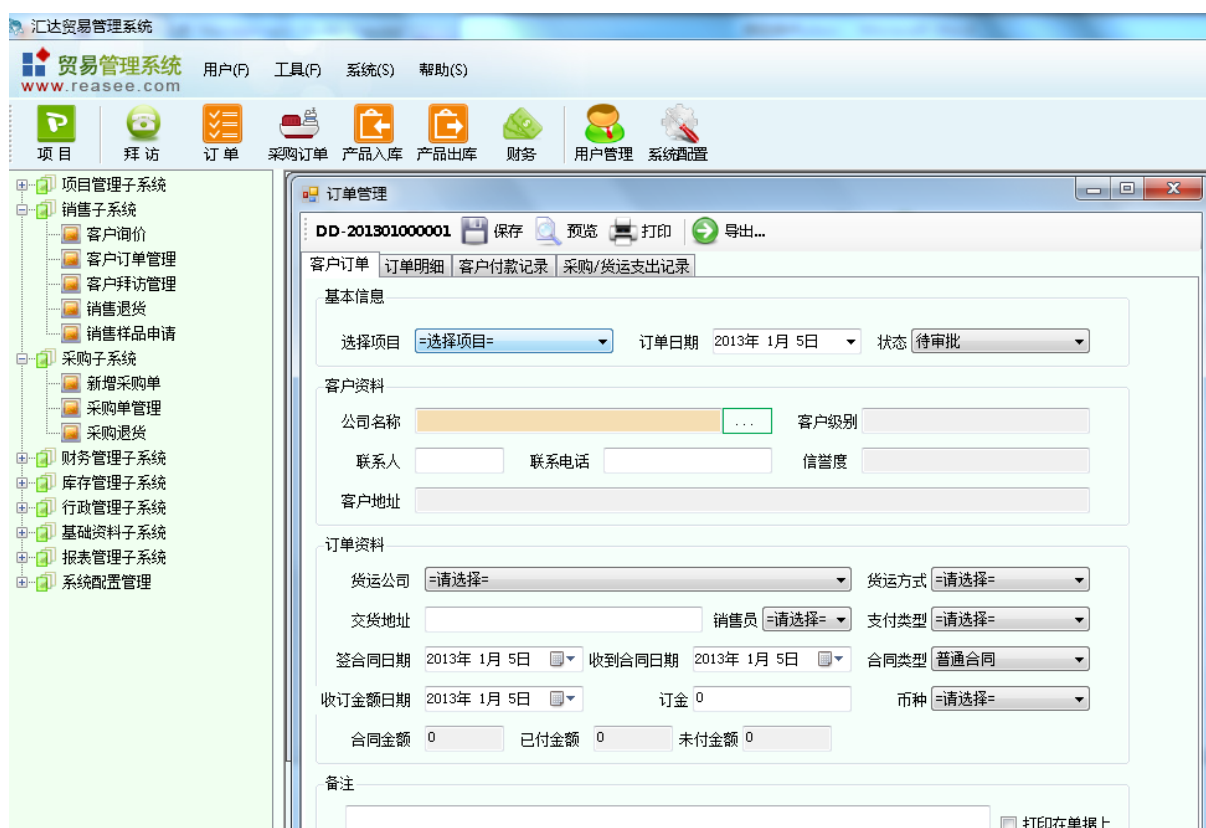 汇达贸易管理系统
贸易管理系统
www.reasee.com
用户(F) 工具(F) 系统(S) 帮助(S)
项目 拜访 订单 采购订单 产品入库 产品出库 财务 用户管理 系统配置
项目管理子系统
销售子系统
客户询价
客户订单管理
客户拜访管理
销售退货
销售样品申请
采购子系统
新增采购单
采购单管理
采购退货
财务管理子系统
库存管理子系统
行政管理子系统
基础资料子系统
报表管理子系统
系统配置管理
订单管理
DD-201301000001 保存 预览 打印 导出...
客户订单 订单明细 客户付款记录 采购/货运支出记录
基本信息
选择项目 =选择项目= 订单日期 2013年 1月 5日 状态 待审批
客户资料
公司名称 ... 客户级别
联系人 联系电话 信誉度
客户地址
订单资料
货运公司 =请选择= 货运方式 =请选择=
交货地址 销售员 =请选择= 支付类型 =请选择=
签合同日期 2013年 1月 5日 收到合同日期 2013年 1月 5日 合同类型 普通合同
收订金额日期 2013年 1月 5日 订金 0 币种 =请选择=
合同金额 0 已付金额 0 未付金额 0
备注
打印在单据上